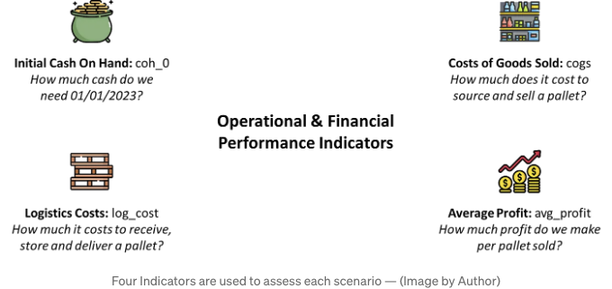 Initial Cash On Hand: coh_0
How much cash do we
need 01/01/2023?
Costs of Goods Sold: cogs
How much does it cost to
source and sell a pallet?
Operational & Financial
Performance Indicators
Logistics Costs: log_cost
How much it costs to receive,
store and deliver a pallet?
Average Profit: avg_profit
How much profit do we make
per pallet sold?
Four Indicators are used to assess each scenario — (Image by Author)